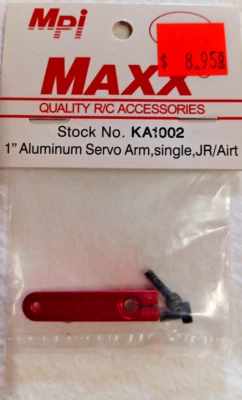 Mpi
$ 8.95
MAXX
QUALITY R/C ACCESSORIES
Stock No. KA1002
1" Aluminum Servo Arm,single,JR/Airt